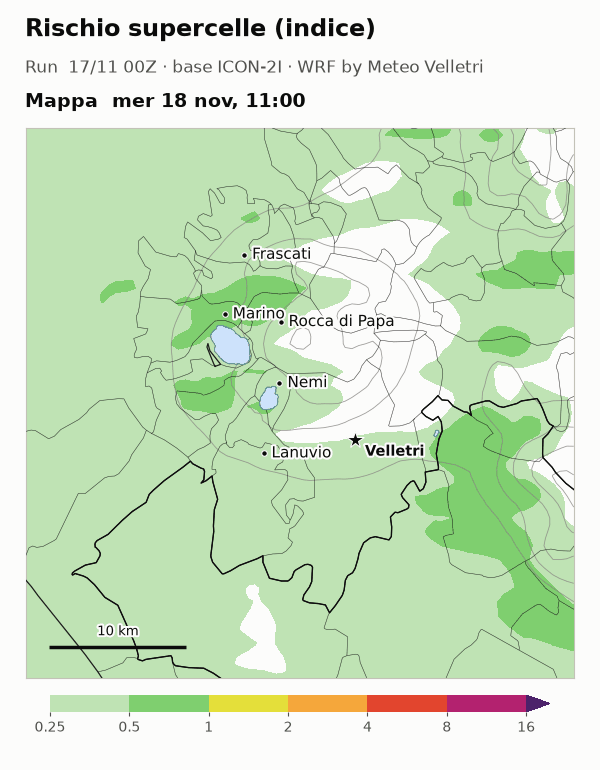 Rischio supercelle (indice)
Run  17/11 00Z · base ICON-2I · WRF by Meteo Velletri
Mappa  mer 18 nov, 11:00
Frascati
Marino
Rocca di Papa
Nemi
Velletri
Lanuvio
10 km
0.25 0.5 1 2 4 8 16